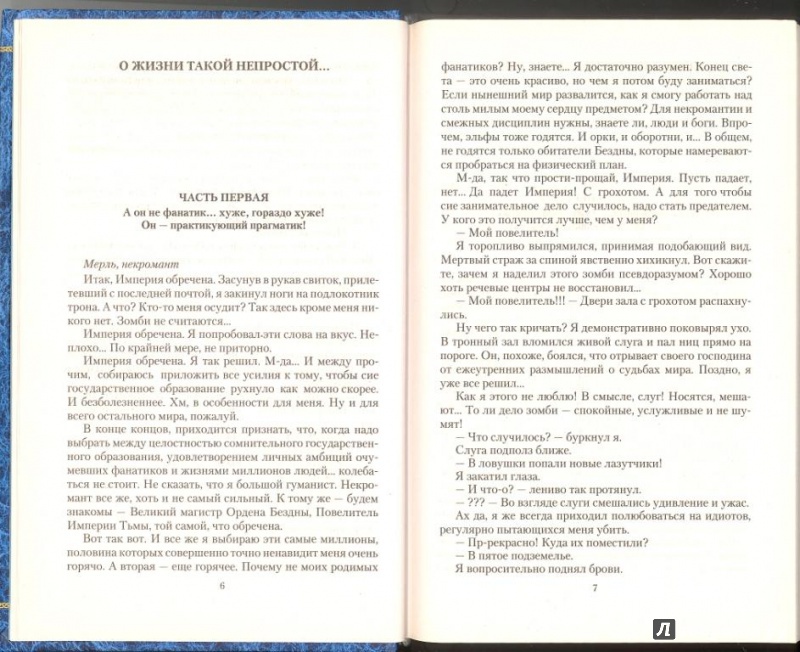 О ЖИЗНИ ТАКОЙ НЕПРОСТОЙ...
ЧАСТЬ ПЕРВАЯ
А он не фанатик... хуже, гораздо хуже!
Он — практикующий прагматик!
Мерль, некромант
Итак, Империя обречена. Засунув в рукав свиток, приле-
тевший с последней почтой, я закинул ноги на подлокотник
трона. А что? Кто-то меня осудит? Так здесь кроме меня ни-
кого нет. Зомби не считаются...
Империя обречена. Я попробовал эти слова на вкус. Не-
плохо... По крайней мере, не приторно.
Империя обречена. Я так решил. М-да... И между про-
чим, собираюсь приложить все усилия к тому, чтобы сие
государственное образование рухнуло как можно скорее.
И безболезненнее. Хм, в особенности для меня. Ну и для
всего остального мира, пожалуй.
В конце концов, приходится признать, что, когда надо
выбрать между целостностью сомнительного государствен-
ного образования, удовлетворением личных амбиций очу-
мевших фанатиков и жизнями миллионов людей... колеба-
ться не стоит. Не сказать, что я большой гуманист. Некро-
мант все же, хоть и не самый сильный. К тому же — будем
знакомы — Великий магистр Ордена Бездны, Повелитель
Империи Тьмы, той самой, что обречена.
Вот так вот. И все же я выбираю эти самые миллионы,
половина которых совершенно точно ненавидит меня очень
горячо. А вторая — еще горячее. Почему не моих родимых
6
фанатиков? Ну, знаете... Я достаточно разумен. Конец све-
та — это очень красиво, но чем я потом буду заниматься?
Если нынешний мир развалится, как я смогу работать над
столь милым моему сердцу предметом? Для некромантии и
смежных дисциплин нужны, знаете ли, люди и боги. Впро-
чем, эльфы тоже годятся. И орки, и оборотни, и... В общем,
не годятся только обитатели Бездны, которые намереват-
ся пробраться на физический план.
М-да, так что прости-прощай, Империя. Пусть падает,
нет... Да падет Империя! С грохотом. А для того чтобы
сие занимательное дело случилось, надо стать предателем.
У кого это получится лучше, чем у меня?
— Мой повелитель!
Я торопливо выпрямился, принимая подобающий вид.
Мертвый страж за спиной явственно хихикнул. Вот скажи-
те, зачем я наделил этого зомби псевдоразумом? Хорошо
хоть речевые центры не восстановил...
— Мой повелитель!!! — Двери зала с грохотом распахну-
лись.
Ну чего так кричать? Я демонстративно поковырял ухо.
В тронный зал вломился живой слуга и пал ниц прямо на
пороге. Он, похоже, боялся, что отрывает своего господина
от ежеутренних размышлений о судьбах мира. Поздно, я
уже все решил...
Как я этого не люблю! В смысле, слуг! Носятся, меша-
ют... То ли дело зомби — спокойные, услужливые и не шу-
мят!
— Что случилось? — буркнул я.
Слуга подполз ближе.
— В ловушки попали новые лазутчики!
Я закатил глаза.
— И что-о? — лениво так протянул.
— ??? — Во взгляде слуги смешались удивление и ужас.
Ах да, я же всегда приходил полюбоваться на идиотов,
регулярно пытающихся меня убить.
— Пр-рекрасно! Куда их поместили?
— В пятое подземелье.
Я вопросительно поднял брови.
7
Л